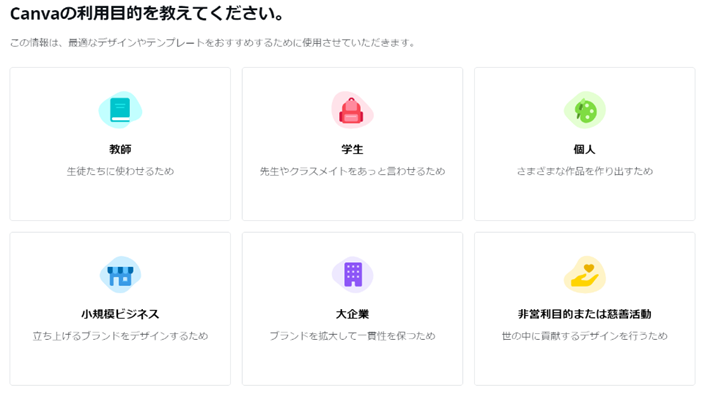 Canvaの利用目的を教えてください。
この情報は、最適なデザインやテンプレートをおすすめするために使用させていただきます。
教師
生徒たちに使わせるため
学生
先生やクラスメイトをあっと言わせるため
個人
さまざまな作品を作り出すため
小規模ビジネス
立ち上げるブランドをデザインするため
大企業
ブランドを拡大して一貫性を保つため
非営利目的または慈善活動
世の中に貢献するデザインを行うため